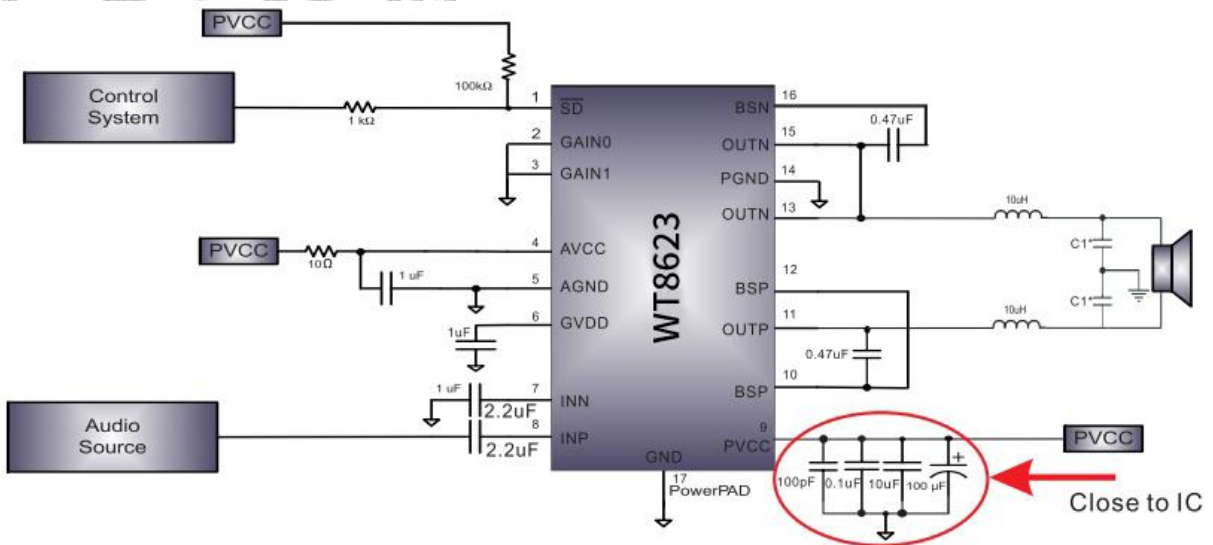 PVCC
Control
System
100kΩ
1 kΩ
1
SD
2
GAIN0
3
GAIN1
PVCC
10Ω
4
AVCC
1 uF
5
AGND
6
GVDD
1uF
1 uF
7
INN
2.2uF
Audio
Source
8
INP
2.2uF
WT8623
GND
17
PowerPAD
16
BSN
0.47uF
15
OUTN
14
PGND
13
OUTN
10uH
C1*
12
BSP
C1*
11
OUTP
10uH
0.47uF
10
BSP
9
PVCC
PVCC
100pF
0.1uF
10uF
100 µF
+
Close to IC